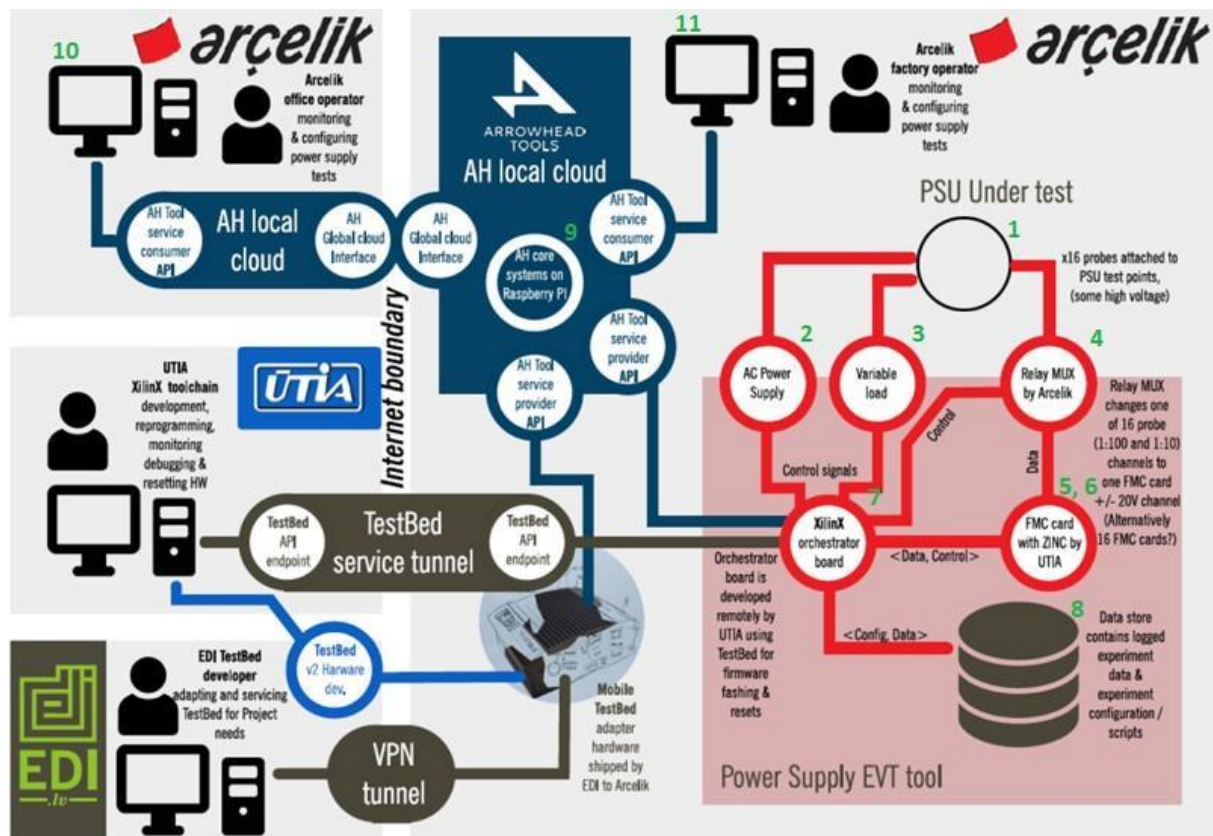 10
arçelik
Arcelik
office operator
monitoring
& configuring
power supply
tests
AH Tool
service
consumer
API
AH local
cloud
AH
Global cloud
Interface
AH
Global cloud
Interface
ARROWHEAD
TOOLS
AH local cloud
9
AH core
systems on
Raspberry PI
AH Tool
service
consumer
API
AH Tool
service
provider
API
AH Tool
service
provider
API
11
Arcelik
factory operator
monitoring
& configuring
power supply
tests
arçelik
PSU Under test
1
x16 probes attached to
PSU test points,
(some high voltage)
2
AC Power
Supply
3
Variable
load
4
Relay MUX
by Arcelik
Relay MUX
changes one
of 16 probe
(1:100 and 1:10)
channels to
one FMC card
+/- 20V channel
(Alternatively
16 FMC cards?)
Control
Data
Control signals
5, 6
FMC card
with ZINC by
UTIA
7
XilinX
orchestrator
board
<Data, Control>
<Config, Data>
Orchestrator
board is
developed
remotely by
UTIA using
TestBed for
firmware
fashing &
resets
8
Data store
contains logged
experiment
data &
experiment
configuration /
scripts
Power Supply EVT tool
Internet boundary
UTIA
XilinX toolchain
development,
reprogramming,
monitoring
debugging &
resetting HW
ÚTIA
TestBed
API
endpoint
TestBed
service tunnel
TestBed
API
endpoint
TestBed
v2 Harware
dev.
Mobile
TestBed
adapter
hardware
shipped by
EDI to Arcelik
EDI
.lv
EDI TestBed
developer
adapting and servicing
TestBed for Project
needs
VPN
tunnel